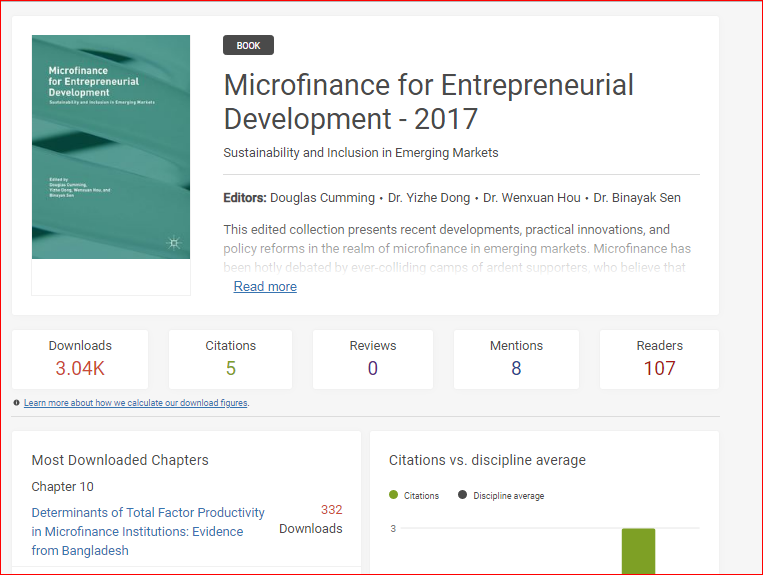 Microfinance
for Entrepreneurial
Development
Sustainability and Inclusion in Emerging Markets
Edited by
Douglas Cumming,
Yizhe Dong, Wenxuan Hou, and
Binayak Sen
BOOK
Microfinance for Entrepreneurial
Development - 2017
Sustainability and Inclusion in Emerging Markets
Editors: Douglas Cumming • Dr. Yizhe Dong • Dr. Wenxuan Hou • Dr. Binayak Sen
This edited collection presents recent developments, practical innovations, and
policy reforms in the realm of microfinance in emerging markets. Microfinance has
been hotly debated by ever-colliding camps of ardent supporters, who believe that
Read more
Downloads
3.04K
Citations
5
Reviews
0
Mentions
8
Readers
107
Learn more about how we calculate our download figures.
Most Downloaded Chapters
Chapter 10
Determinants of Total Factor Productivity
in Microfinance Institutions: Evidence
from Bangladesh
332
Downloads
Citations vs. discipline average
Citations
Discipline average
3